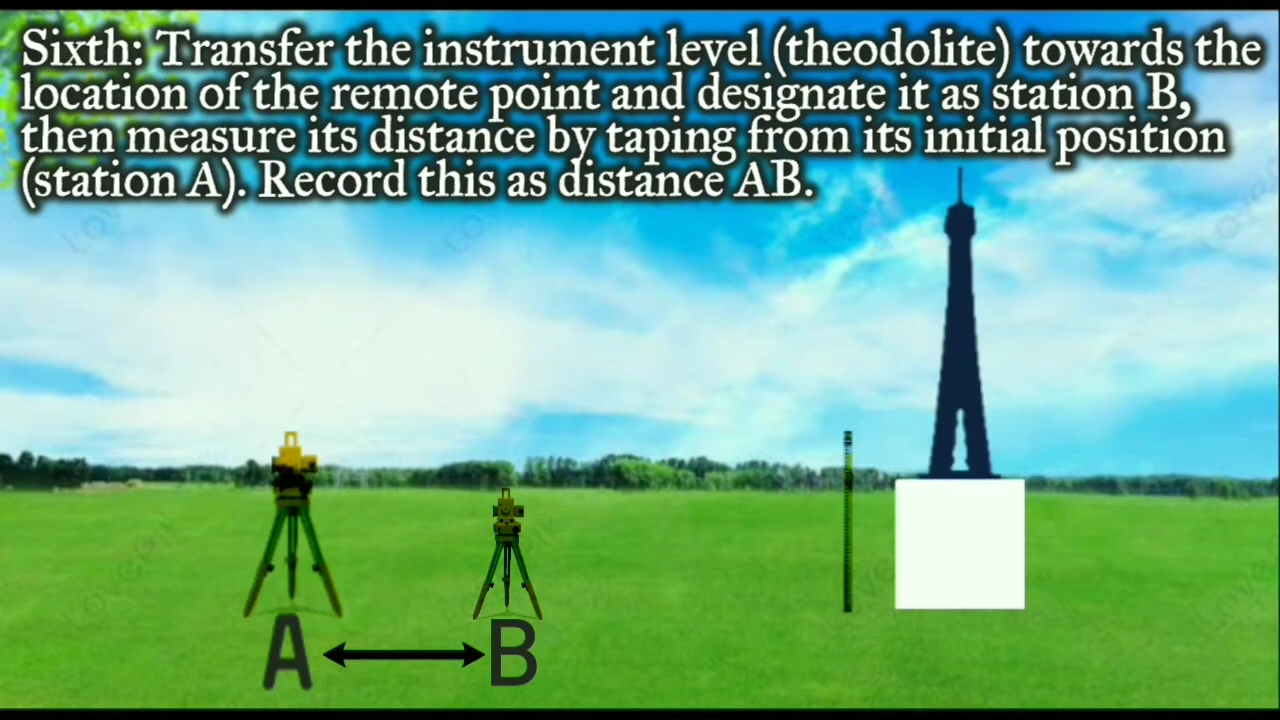 Sixth: Transfer the instrument level (theodolite) towards the
location of the remote point and designate it as station B,
then measure its distance by taping from its initial position
(station A). Record this as distance AB.
A
B